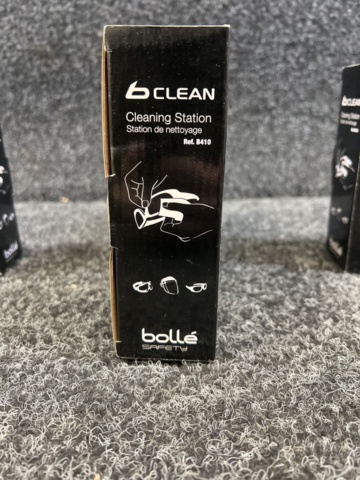 b CLEAN
Cleaning Station
Station de nettoyage
Ref. B410
bollé
SAFETY